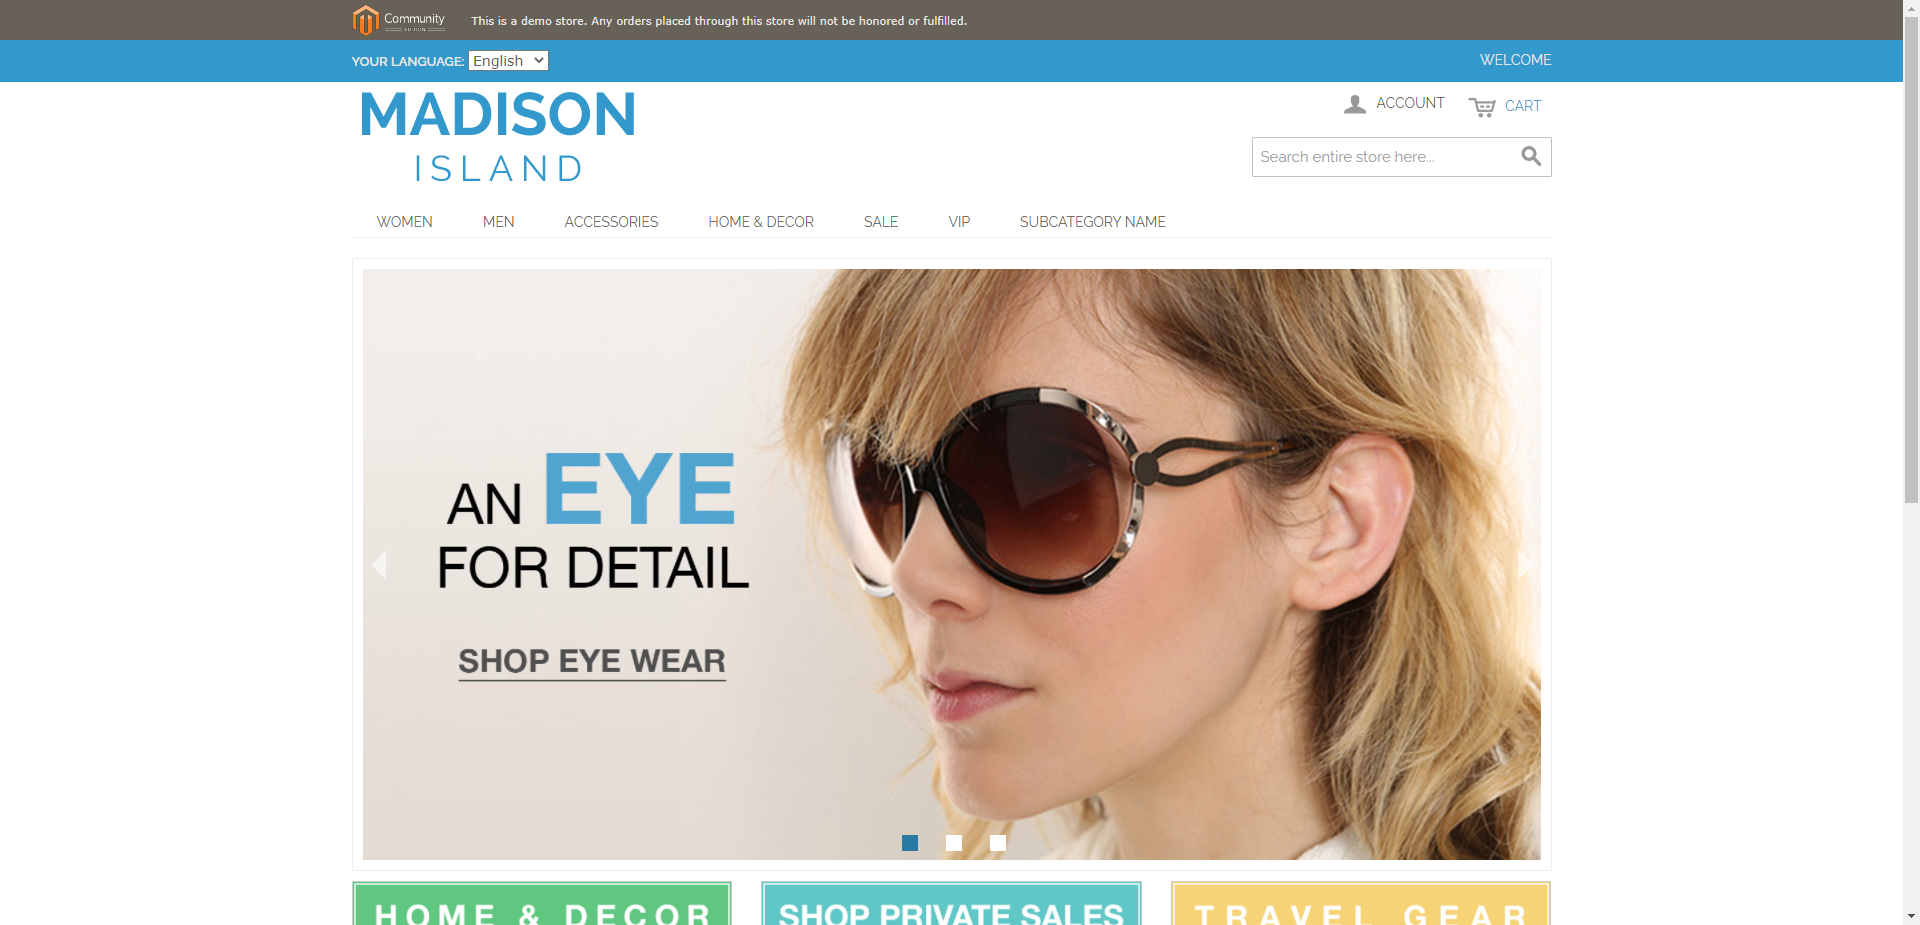 Community
This is a demo store. Any orders placed through this store will not be honored or fulfilled.
YOUR LANGUAGE: English
WELCOME
MADISON
ISLAND
ACCOUNT
CART
Search entire store here...
WOMEN MEN ACCESSORIES HOME & DECOR SALE VIP SUBCATEGORY NAME
AN EYE
FOR DETAIL
SHOP EYE WEAR
HOME & DECOR
SHOP PRIVATE SALES
TRAVEL GEAR